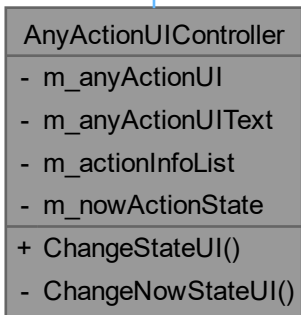 AnyActionUIController
- m_anyActionUI
- m_anyActionUIText
- m_actionInfoList
- m_nowActionState
+ ChangeStateUI()
- ChangeNowStateUI()